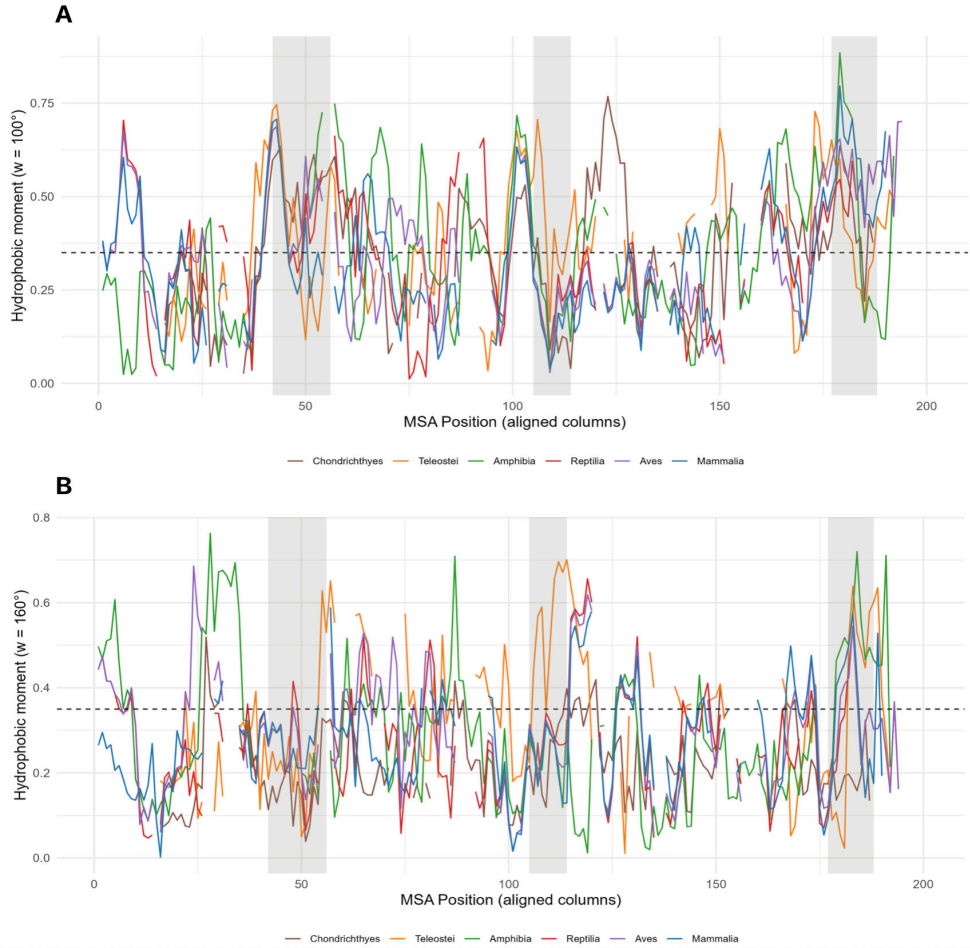 A
Hydrophobic moment (w = 100°)
0.75
0.50
0.25
0.00
0 50 100 150 200
MSA Position (aligned columns)
Chondrichthyes Teleostei Amphibia Reptilia Aves Mammalia
B
Hydrophobic moment (w = 160°)
0.8
0.6
0.4
0.2
0.0
0 50 100 150 200
MSA Position (aligned columns)
Chondrichthyes Teleostei Amphibia Reptilia Aves Mammalia